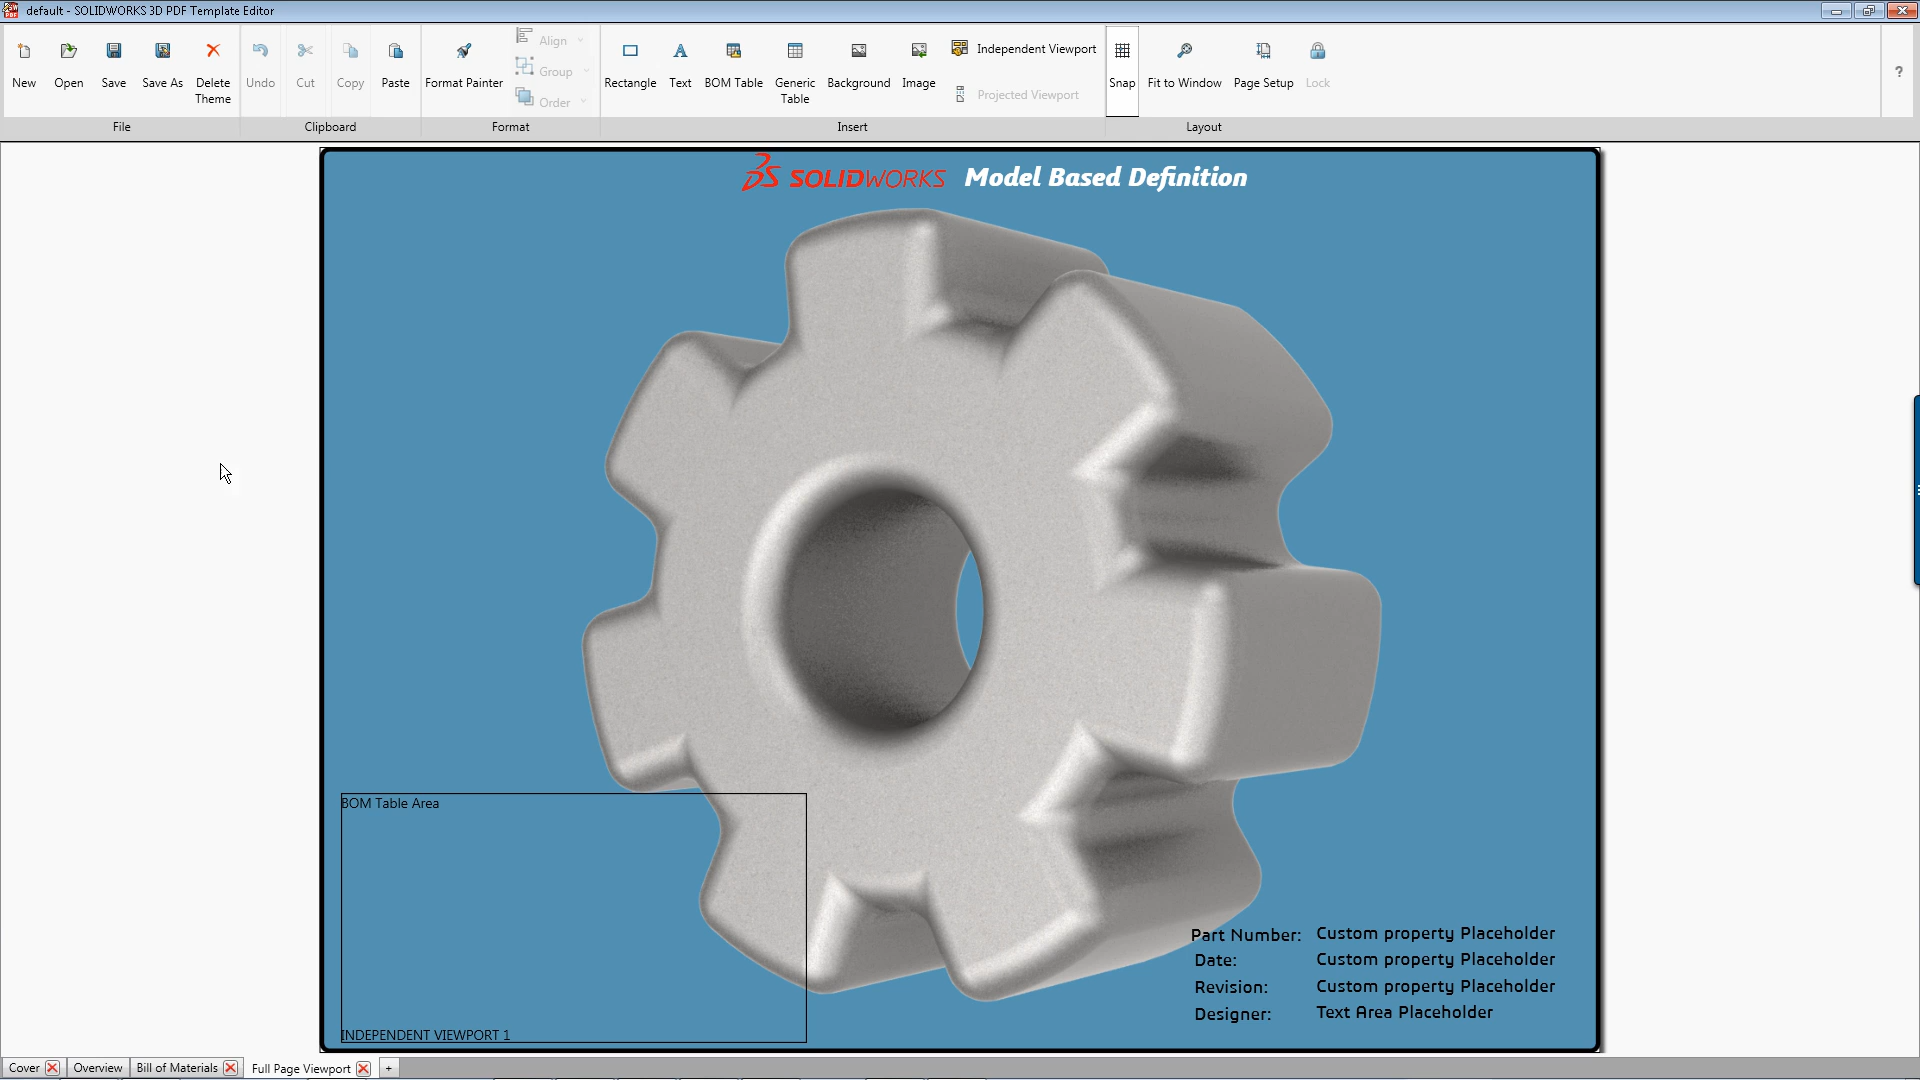 default - SOLIDWORKS 3D PDF Template Editor
New
Open
Save
Save As
Delete Theme
Undo
Cut
Copy
Paste
Format Painter
Align
Group
Order
Rectangle
Text
BOM Table
Generic Table
Background
Image
Independent Viewport
Projected Viewport
Snap
Fit to Window
Page Setup
Lock
?
File
Clipboard
Format
Insert
Layout
SOLIDWORKS Model Based Definition
BOM Table Area
INDEPENDENT VIEWPORT 1
Part Number: Custom property Placeholder
Date: Custom property Placeholder
Revision: Custom property Placeholder
Designer: Text Area Placeholder
Cover
Overview
Bill of Materials
Full Page Viewport
+